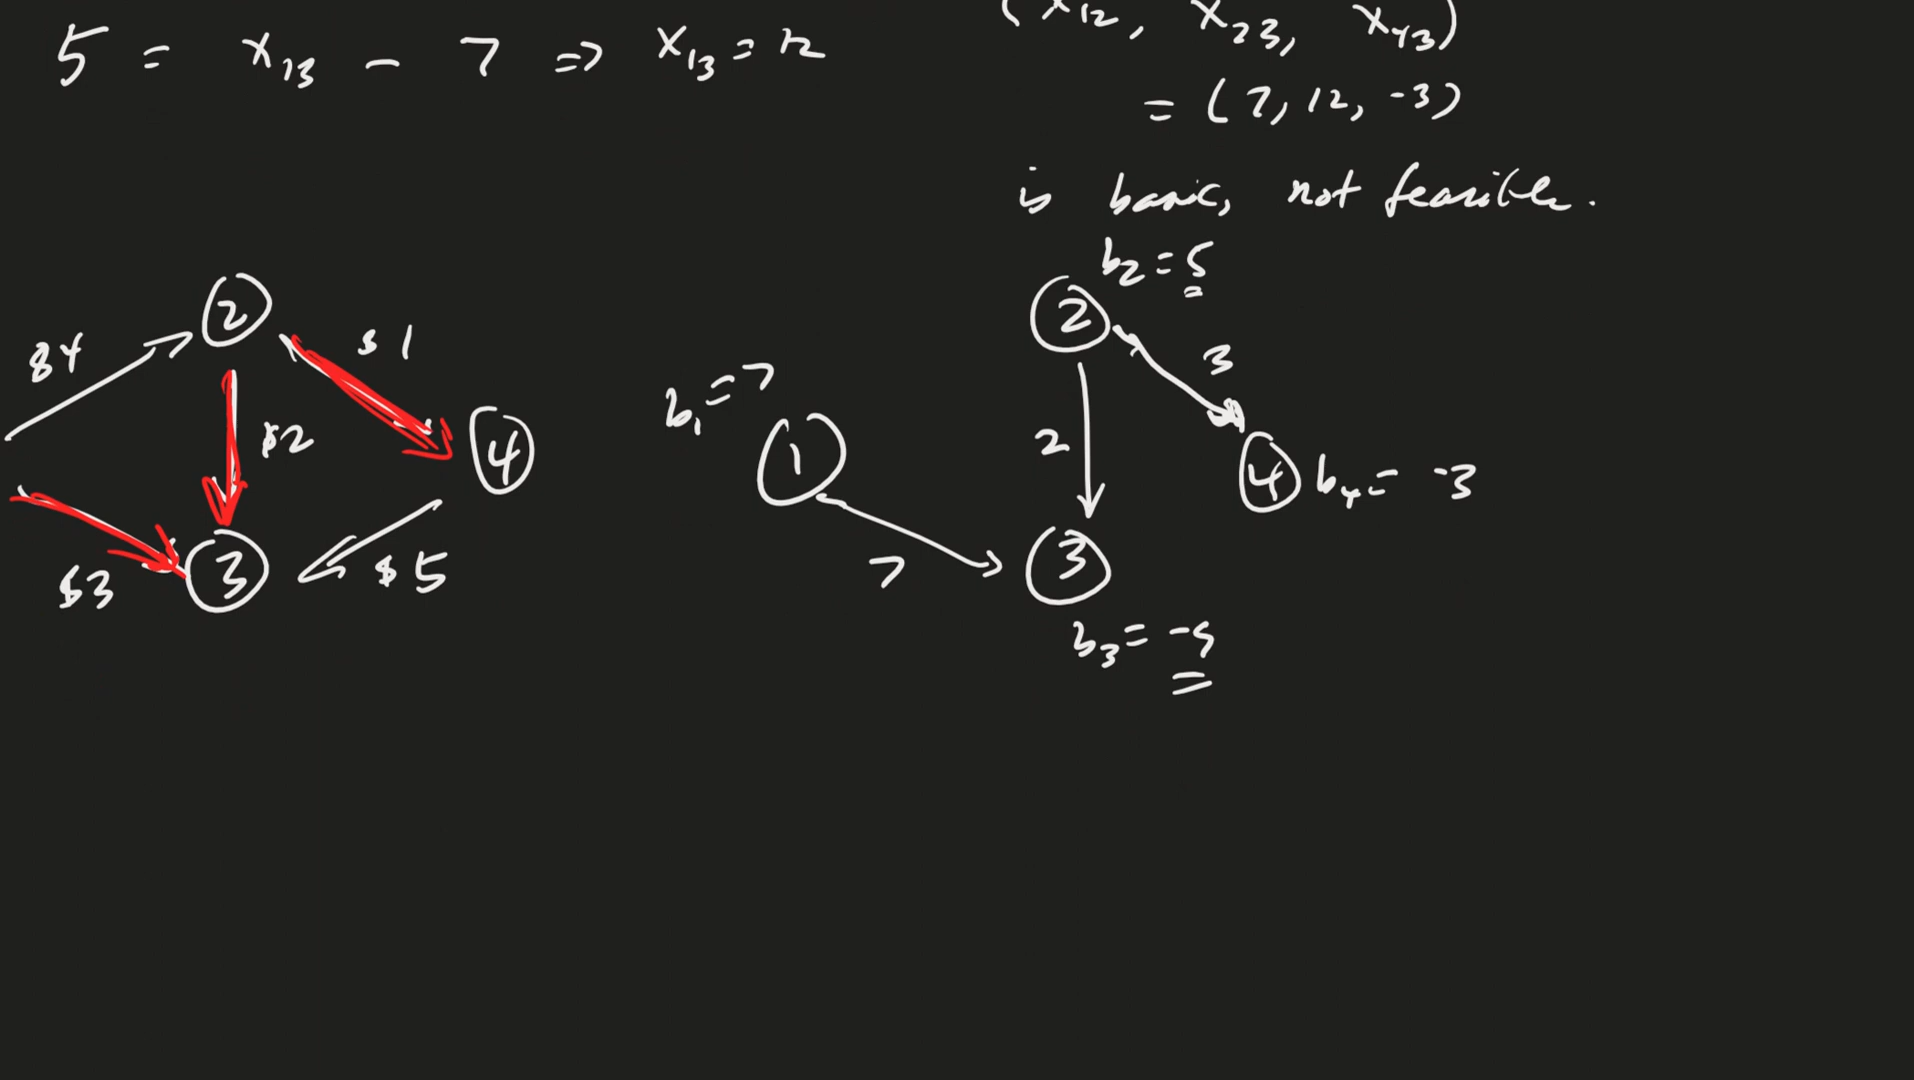 5 = x13 - 7 => x13 = 12
(x12, x23, x43)
= (7, 12, -3)
is basic, not feasible.
b2 = 5
2
$4
$1
$2
4
3
$3
$5
b1 = 7
1
2
3
2
4
b4 = -3
7
3
b3 = -9